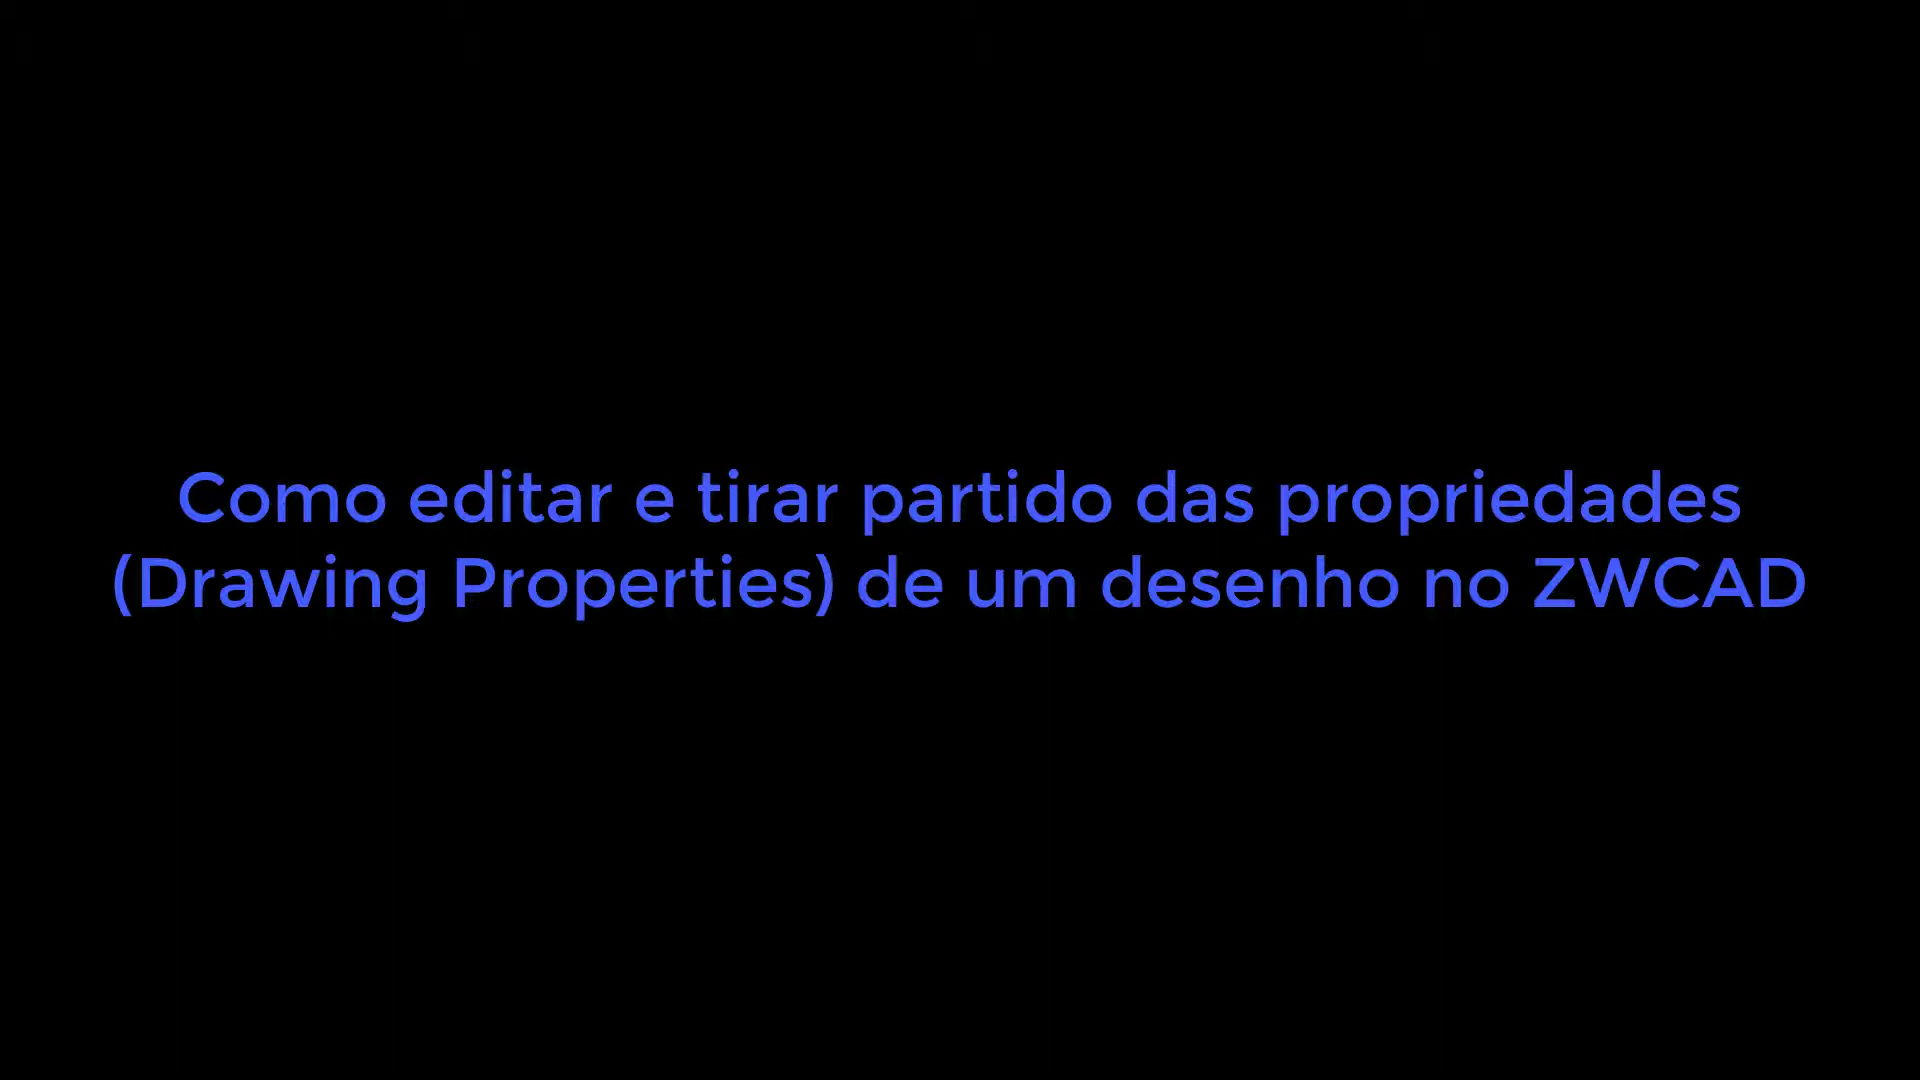 Como editar e tirar partido das propriedades
(Drawing Properties) de um desenho no ZWCAD